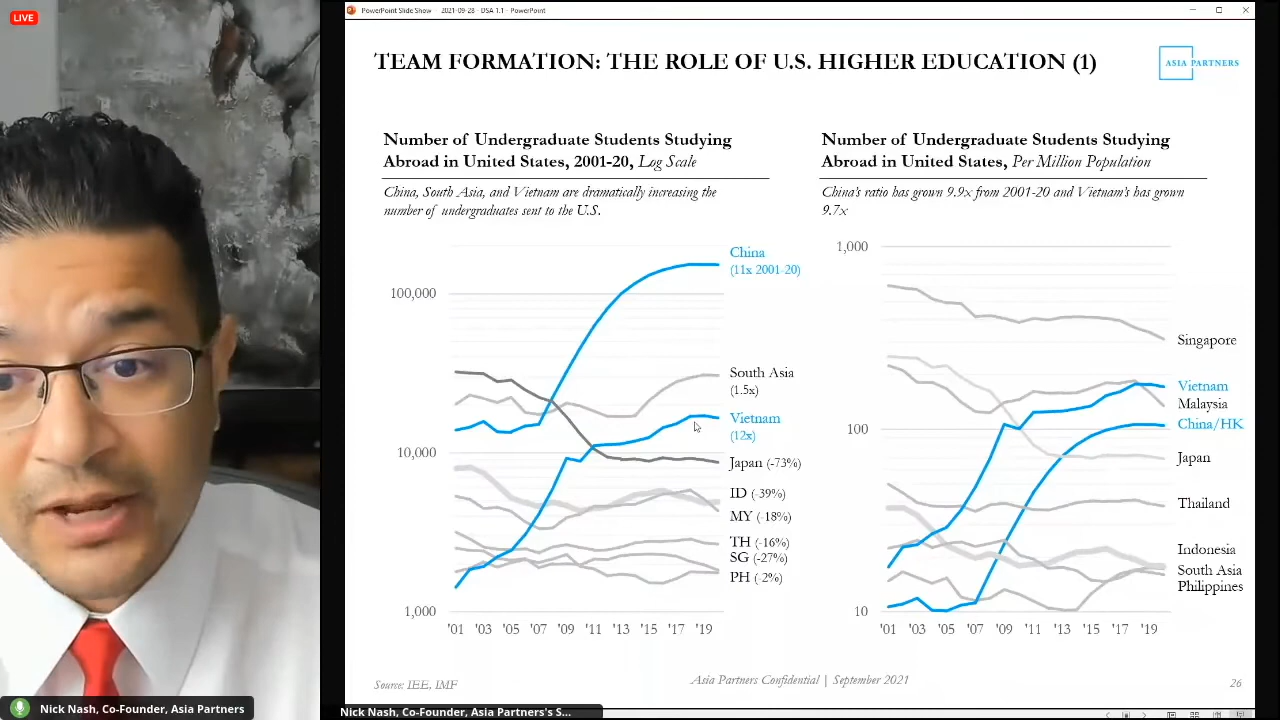 LIVE
PowerPoint Slide Show - 2021-09-28 - DSA 1.1 - PowerPoint
TEAM FORMATION: THE ROLE OF U.S. HIGHER EDUCATION (1)
ASIA PARTNERS
Number of Undergraduate Students Studying
Abroad in United States, 2001-20, Log Scale
China, South Asia, and Vietnam are dramatically increasing the
number of undergraduates sent to the U.S.
100,000
10,000
1,000
'01 '03 '05 '07 '09 '11 '13 '15 '17 '19
China
(11x 2001-20)
South Asia
(1.5x)
Vietnam
(12x)
Japan (-73%)
ID (-39%)
MY (-18%)
TH (-16%)
SG (-27%)
PH (-2%)
Number of Undergraduate Students Studying
Abroad in United States, Per Million Population
China's ratio has grown 9.9x from 2001-20 and Vietnam's has grown
9.7x
1,000
100
10
'01 '03 '05 '07 '09 '11 '13 '15 '17 '19
Singapore
Vietnam
Malaysia
China/HK
Japan
Thailand
Indonesia
South Asia
Philippines
Source: IEE, IMF
Asia Partners Confidential | September 2021
26
Nick Nash, Co-Founder, Asia Partners
Nick Nash, Co-Founder, Asia Partners's S...